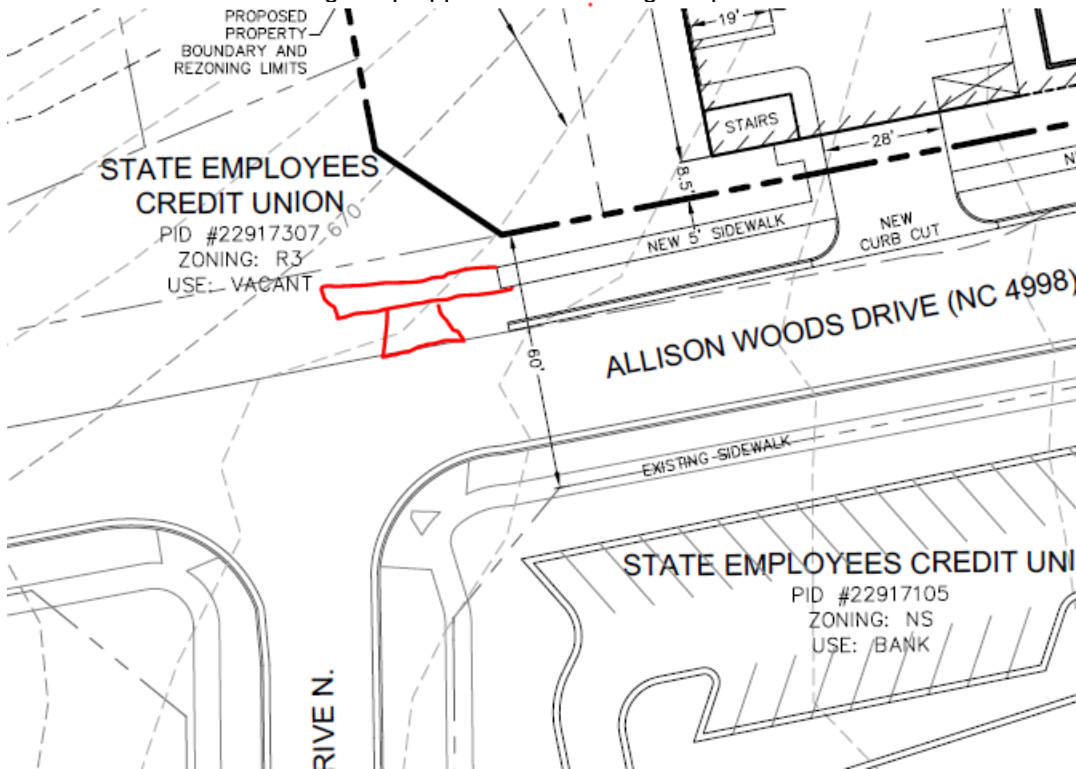 PROPOSED
PROPERTY
BOUNDARY AND
REZONING LIMITS
19'
STAIRS
28'
8.5'
STATE EMPLOYEES
CREDIT UNION
PID #22917307
ZONING: R3
USE: VACANT
670
NEW 5' SIDEWALK
NEW
CURB CUT
ALLISON WOODS DRIVE (NC 4998)
60'
EXISTING SIDEWALK
STATE EMPLOYEES CREDIT UNI
PID #22917105
ZONING: NS
USE: BANK
RIVE N.